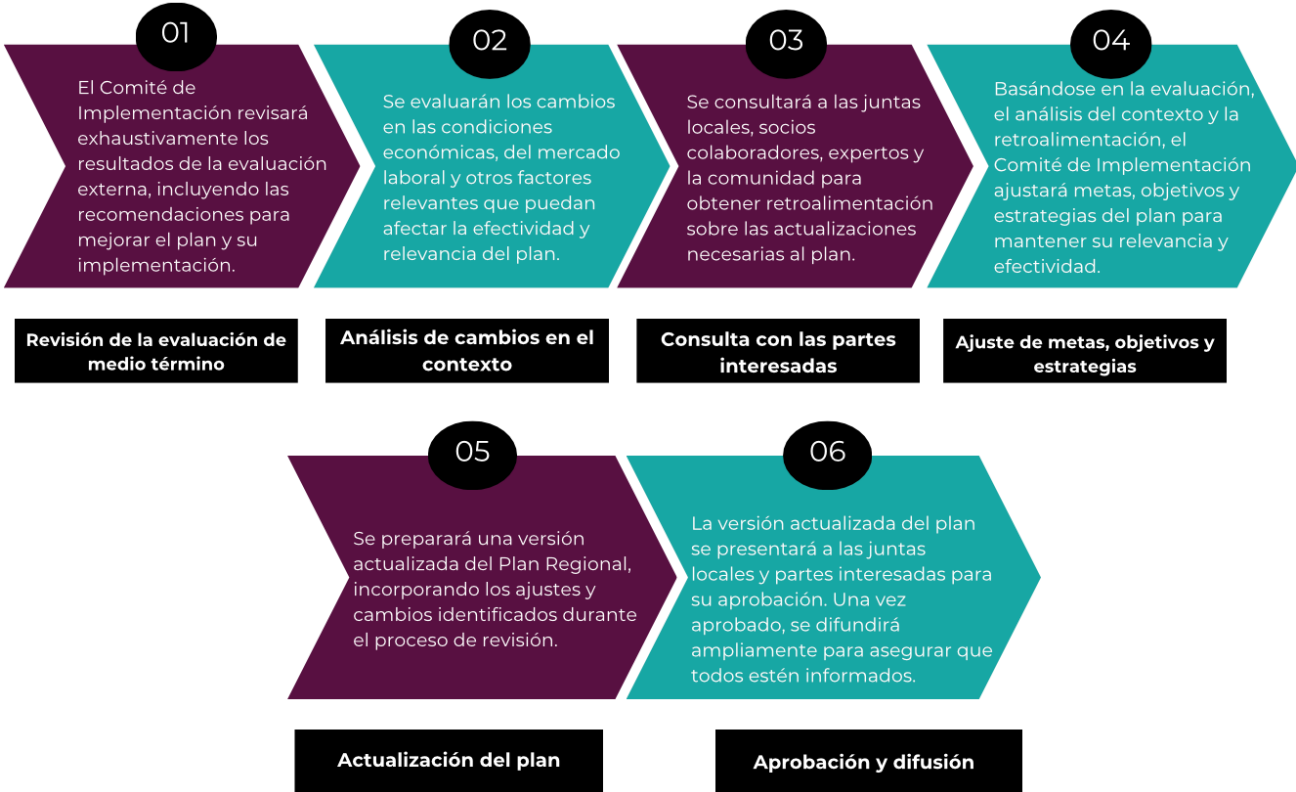 01
El Comité de
Implementación revisará
exhaustivamente los
resultados de la evaluación
externa, incluyendo las
recomendaciones para
mejorar el plan y su
implementación.
Revisión de la evaluación de
medio término
02
Se evaluarán los cambios
en las condiciones
económicas, del mercado
laboral y otros factores
relevantes que puedan
afectar la efectividad y
relevancia del plan.
Análisis de cambios en el
contexto
03
Se consultará a las juntas
locales, socios
colaboradores, expertos y
la comunidad para
obtener retroalimentación
sobre las actualizaciones
necesarias al plan.
Consulta con las partes
interesadas
04
Basándose en la evaluación,
el análisis del contexto y la
retroalimentación, el
Comité de Implementación
ajustará metas, objetivos y
estrategias del plan para
mantener su relevancia y
efectividad.
Ajuste de metas, objetivos y
estrategias
05
Se preparará una versión
actualizada del Plan Regional,
incorporando los ajustes y
cambios identificados durante
el proceso de revisión.
Actualización del plan
06
La versión actualizada del plan
se presentará a las juntas
locales y partes interesadas para
su aprobación. Una vez
aprobado, se difundirá
ampliamente para asegurar que
todos estén informados.
Aprobación y difusión